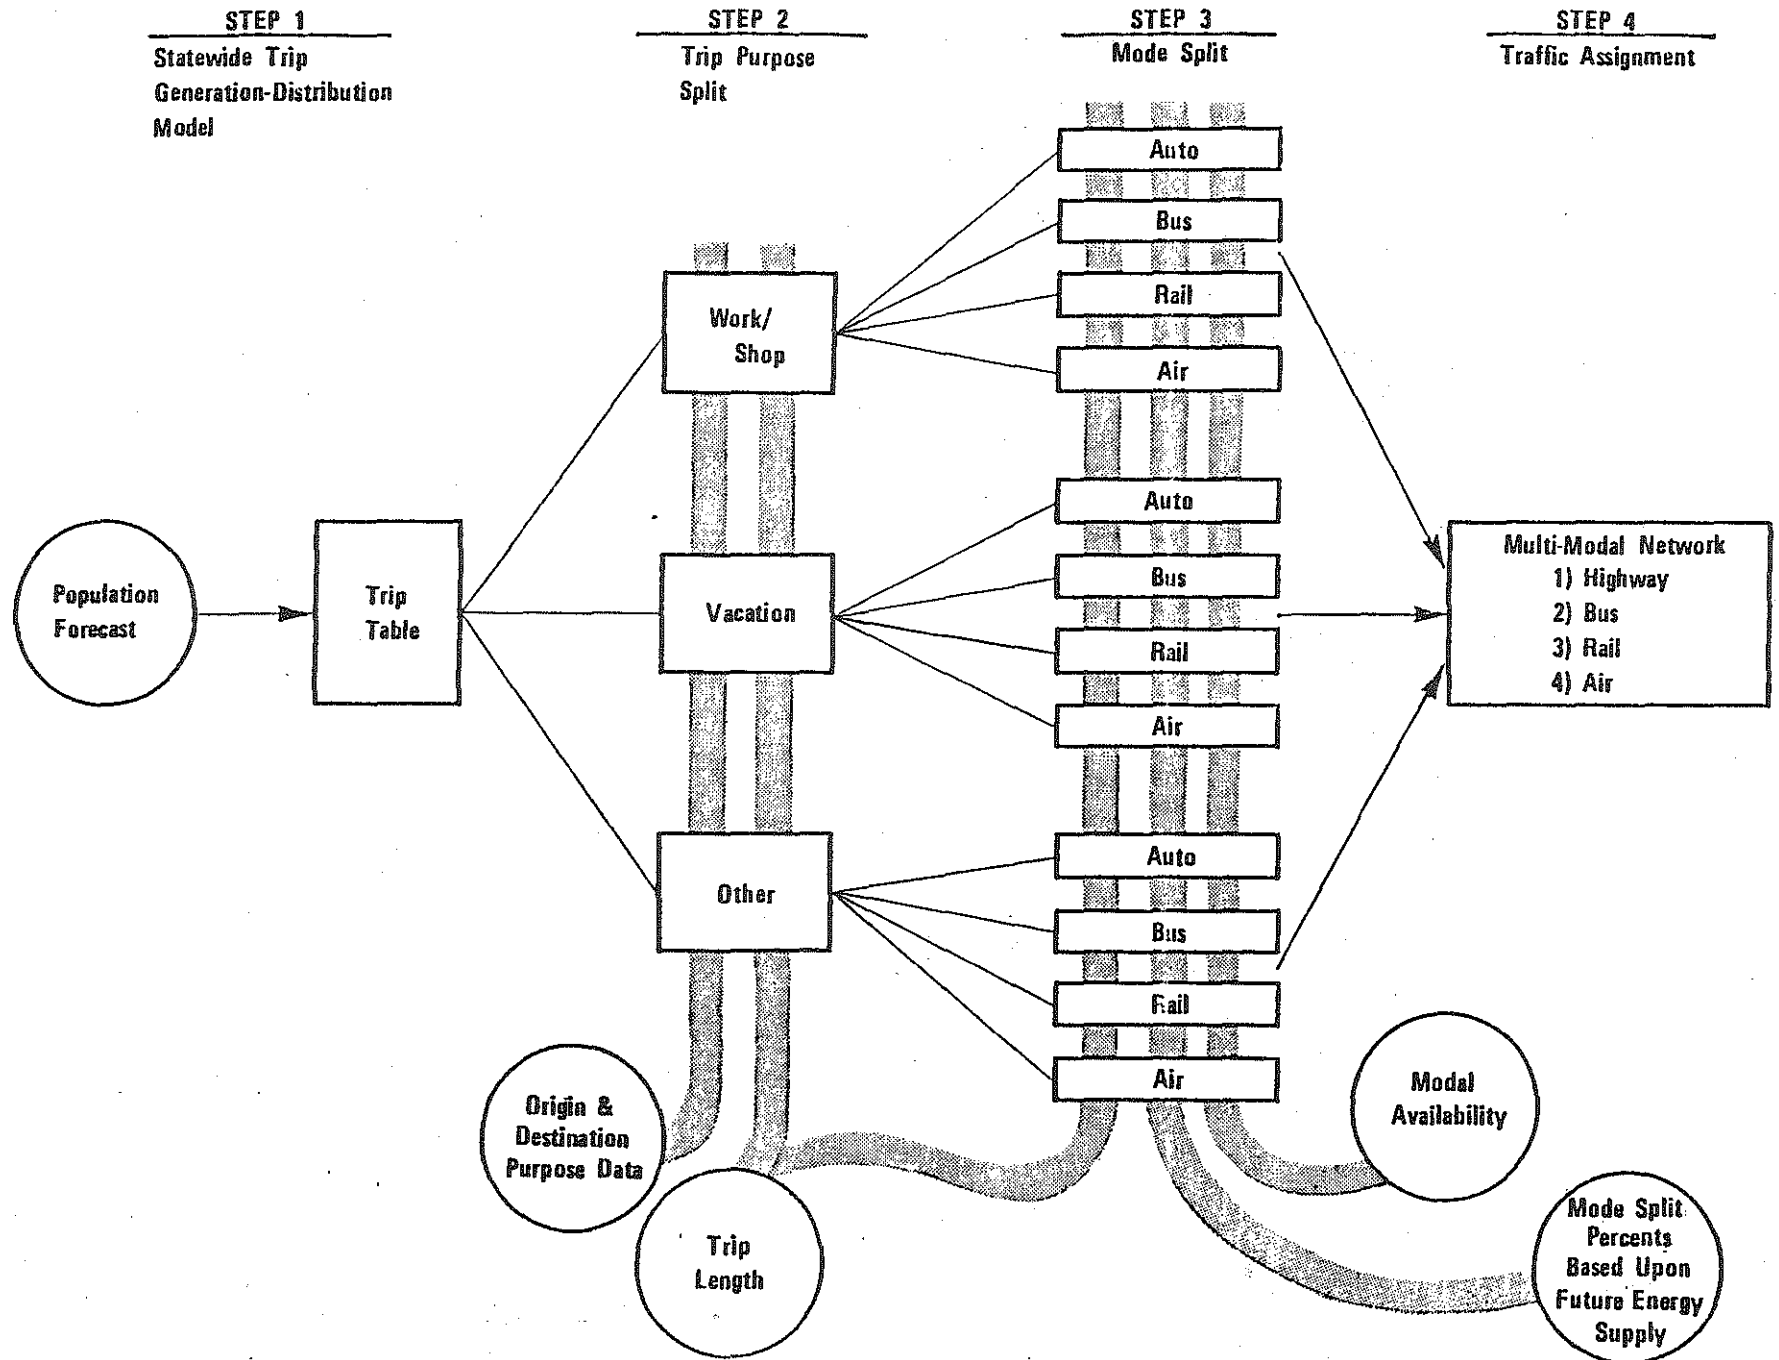 STEP 1
Statewide Trip
Generation-Distribution
Model
STEP 2
Trip Purpose
Split
STEP 3
Mode Split
STEP 4
Traffic Assignment
Population
Forecast
Trip
Table
Work/
Shop
Vacation
Other
Auto
Bus
Rail
Air
Auto
Bus
Rail
Air
Auto
Bus
Rail
Air
Multi-Modal Network
1) Highway
2) Bus
3) Rail
4) Air
Origin &
Destination
Purpose Data
Trip
Length
Modal
Availability
Mode Split
Percents
Based Upon
Future Energy
Supply